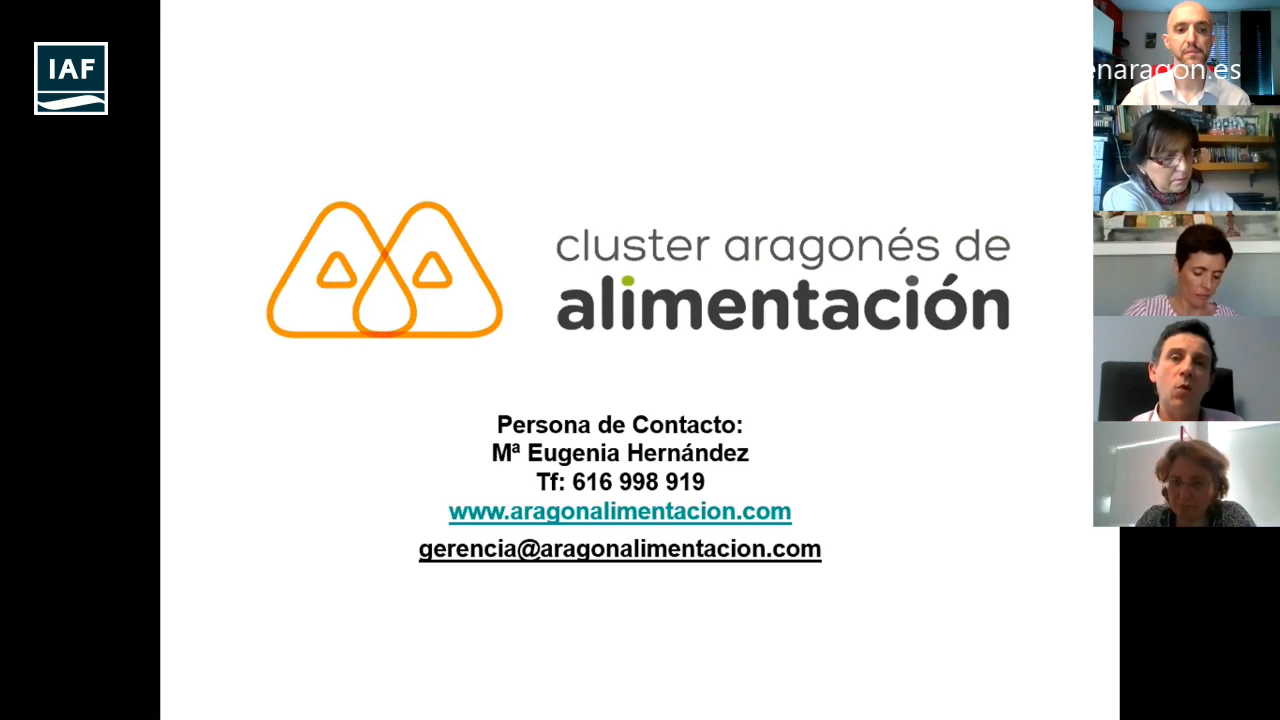 IAF
enaragon.es
cluster aragonés de
alimentación
Persona de Contacto:
Mª Eugenia Hernández
Tf: 616 998 919
www.aragonalimentacion.com
gerencia@aragonalimentacion.com